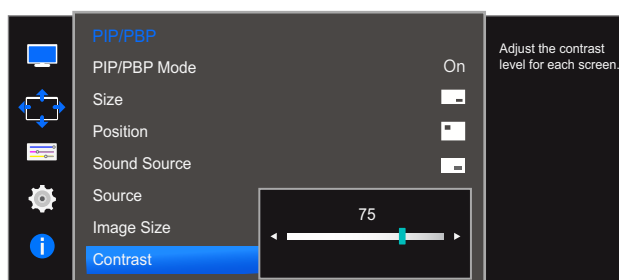 PIP/PBP
PIP/PBP Mode On
Size
Position
Sound Source
Source
Image Size
Contrast
75
Adjust the contrast
level for each screen.